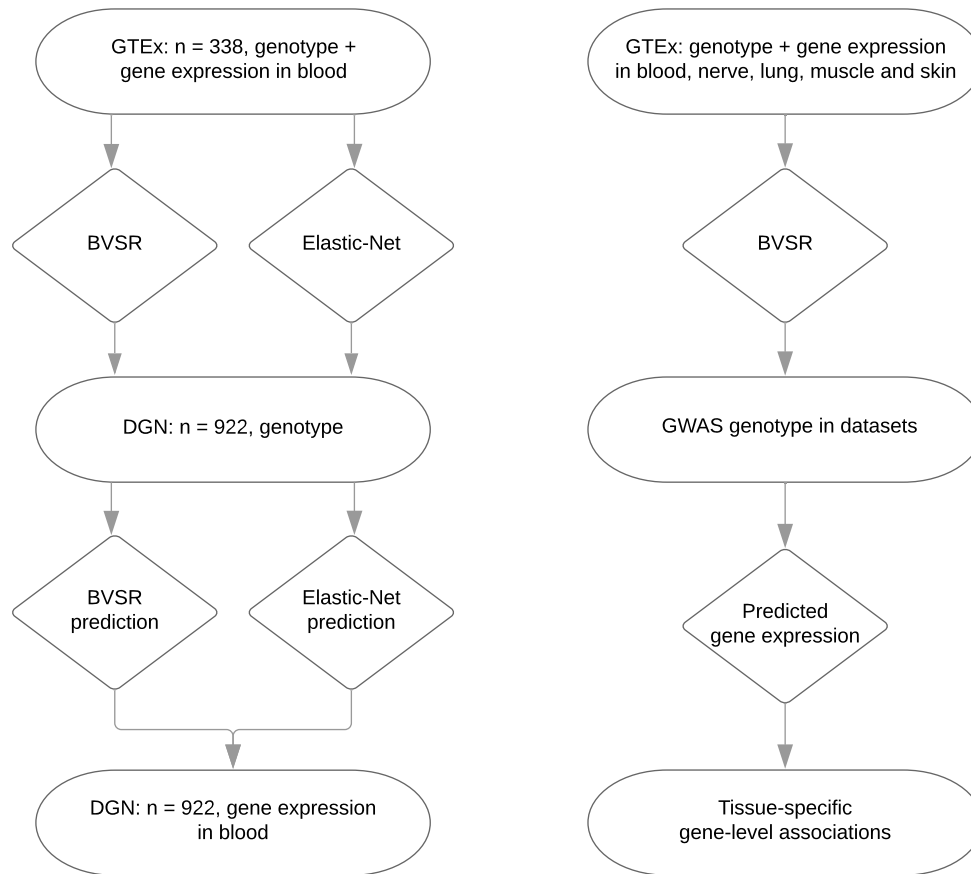 GTEx: n = 338, genotype +
gene expression in blood
BVSR
Elastic-Net
DGN: n = 922, genotype
BVSR
prediction
Elastic-Net
prediction
DGN: n = 922, gene expression
in blood
GTEx: genotype + gene expression
in blood, nerve, lung, muscle and skin
BVSR
GWAS genotype in datasets
Predicted
gene expression
Tissue-specific
gene-level associations